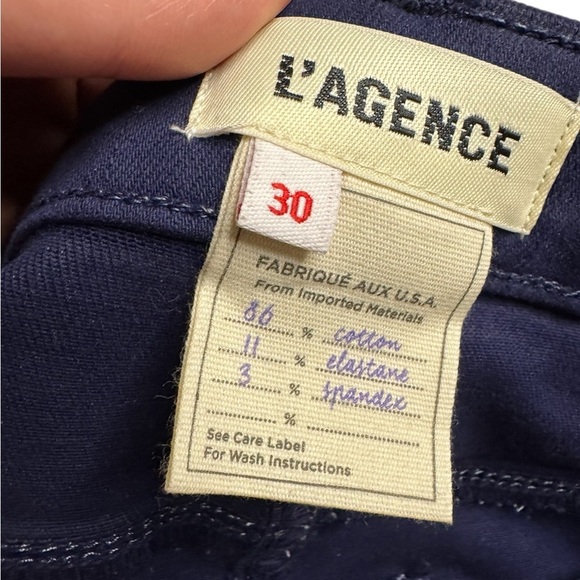 L'AGENCE
30
FABRIQUÉ AUX U.S.A.
From Imported Materials
86 % cotton
11 % elastane
3 % spandex
%
See Care Label
For Wash Instructions